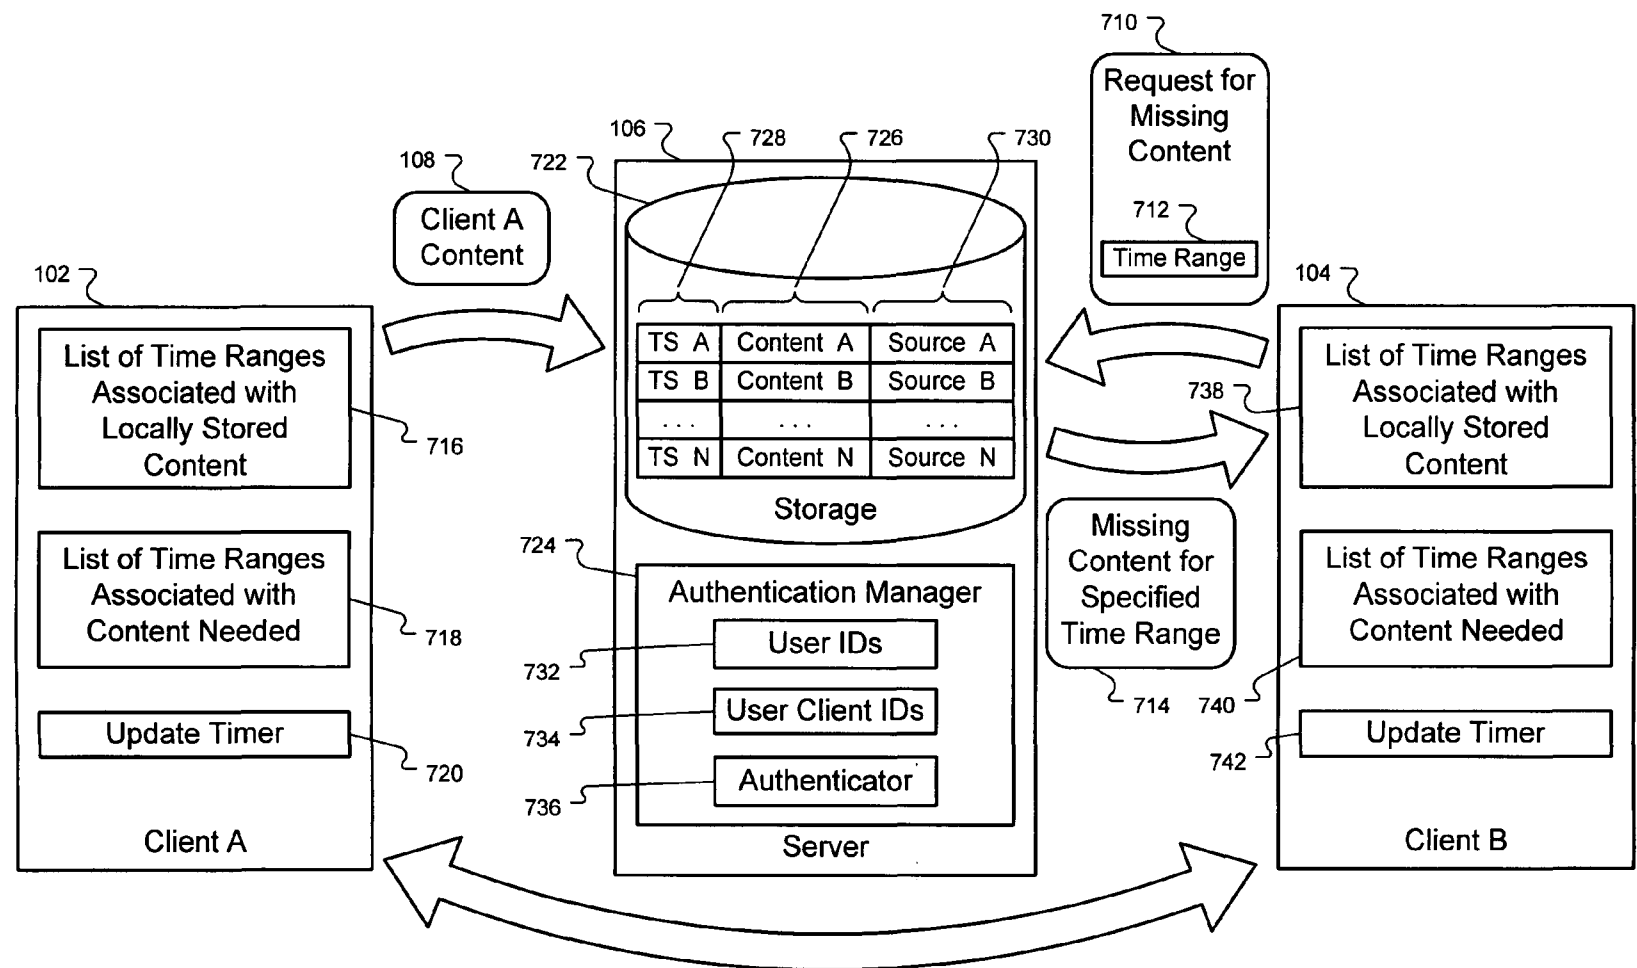 710
Request for
Missing
Content
712
Time Range
106
728
726
730
722
108
Client A
Content
102
104
List of Time Ranges
Associated with
Locally Stored
Content
716
List of Time Ranges
Associated with
Content Needed
718
Update Timer
720
Client A
TS A Content A Source A
TS B Content B Source B
... ... ...
TS N Content N Source N
Storage
724
Authentication Manager
User IDs
732
User Client IDs
734
Authenticator
736
Server
Missing
Content for
Specified
Time Range
714
List of Time Ranges
Associated with
Locally Stored
Content
738
List of Time Ranges
Associated with
Content Needed
740
Update Timer
742
Client B